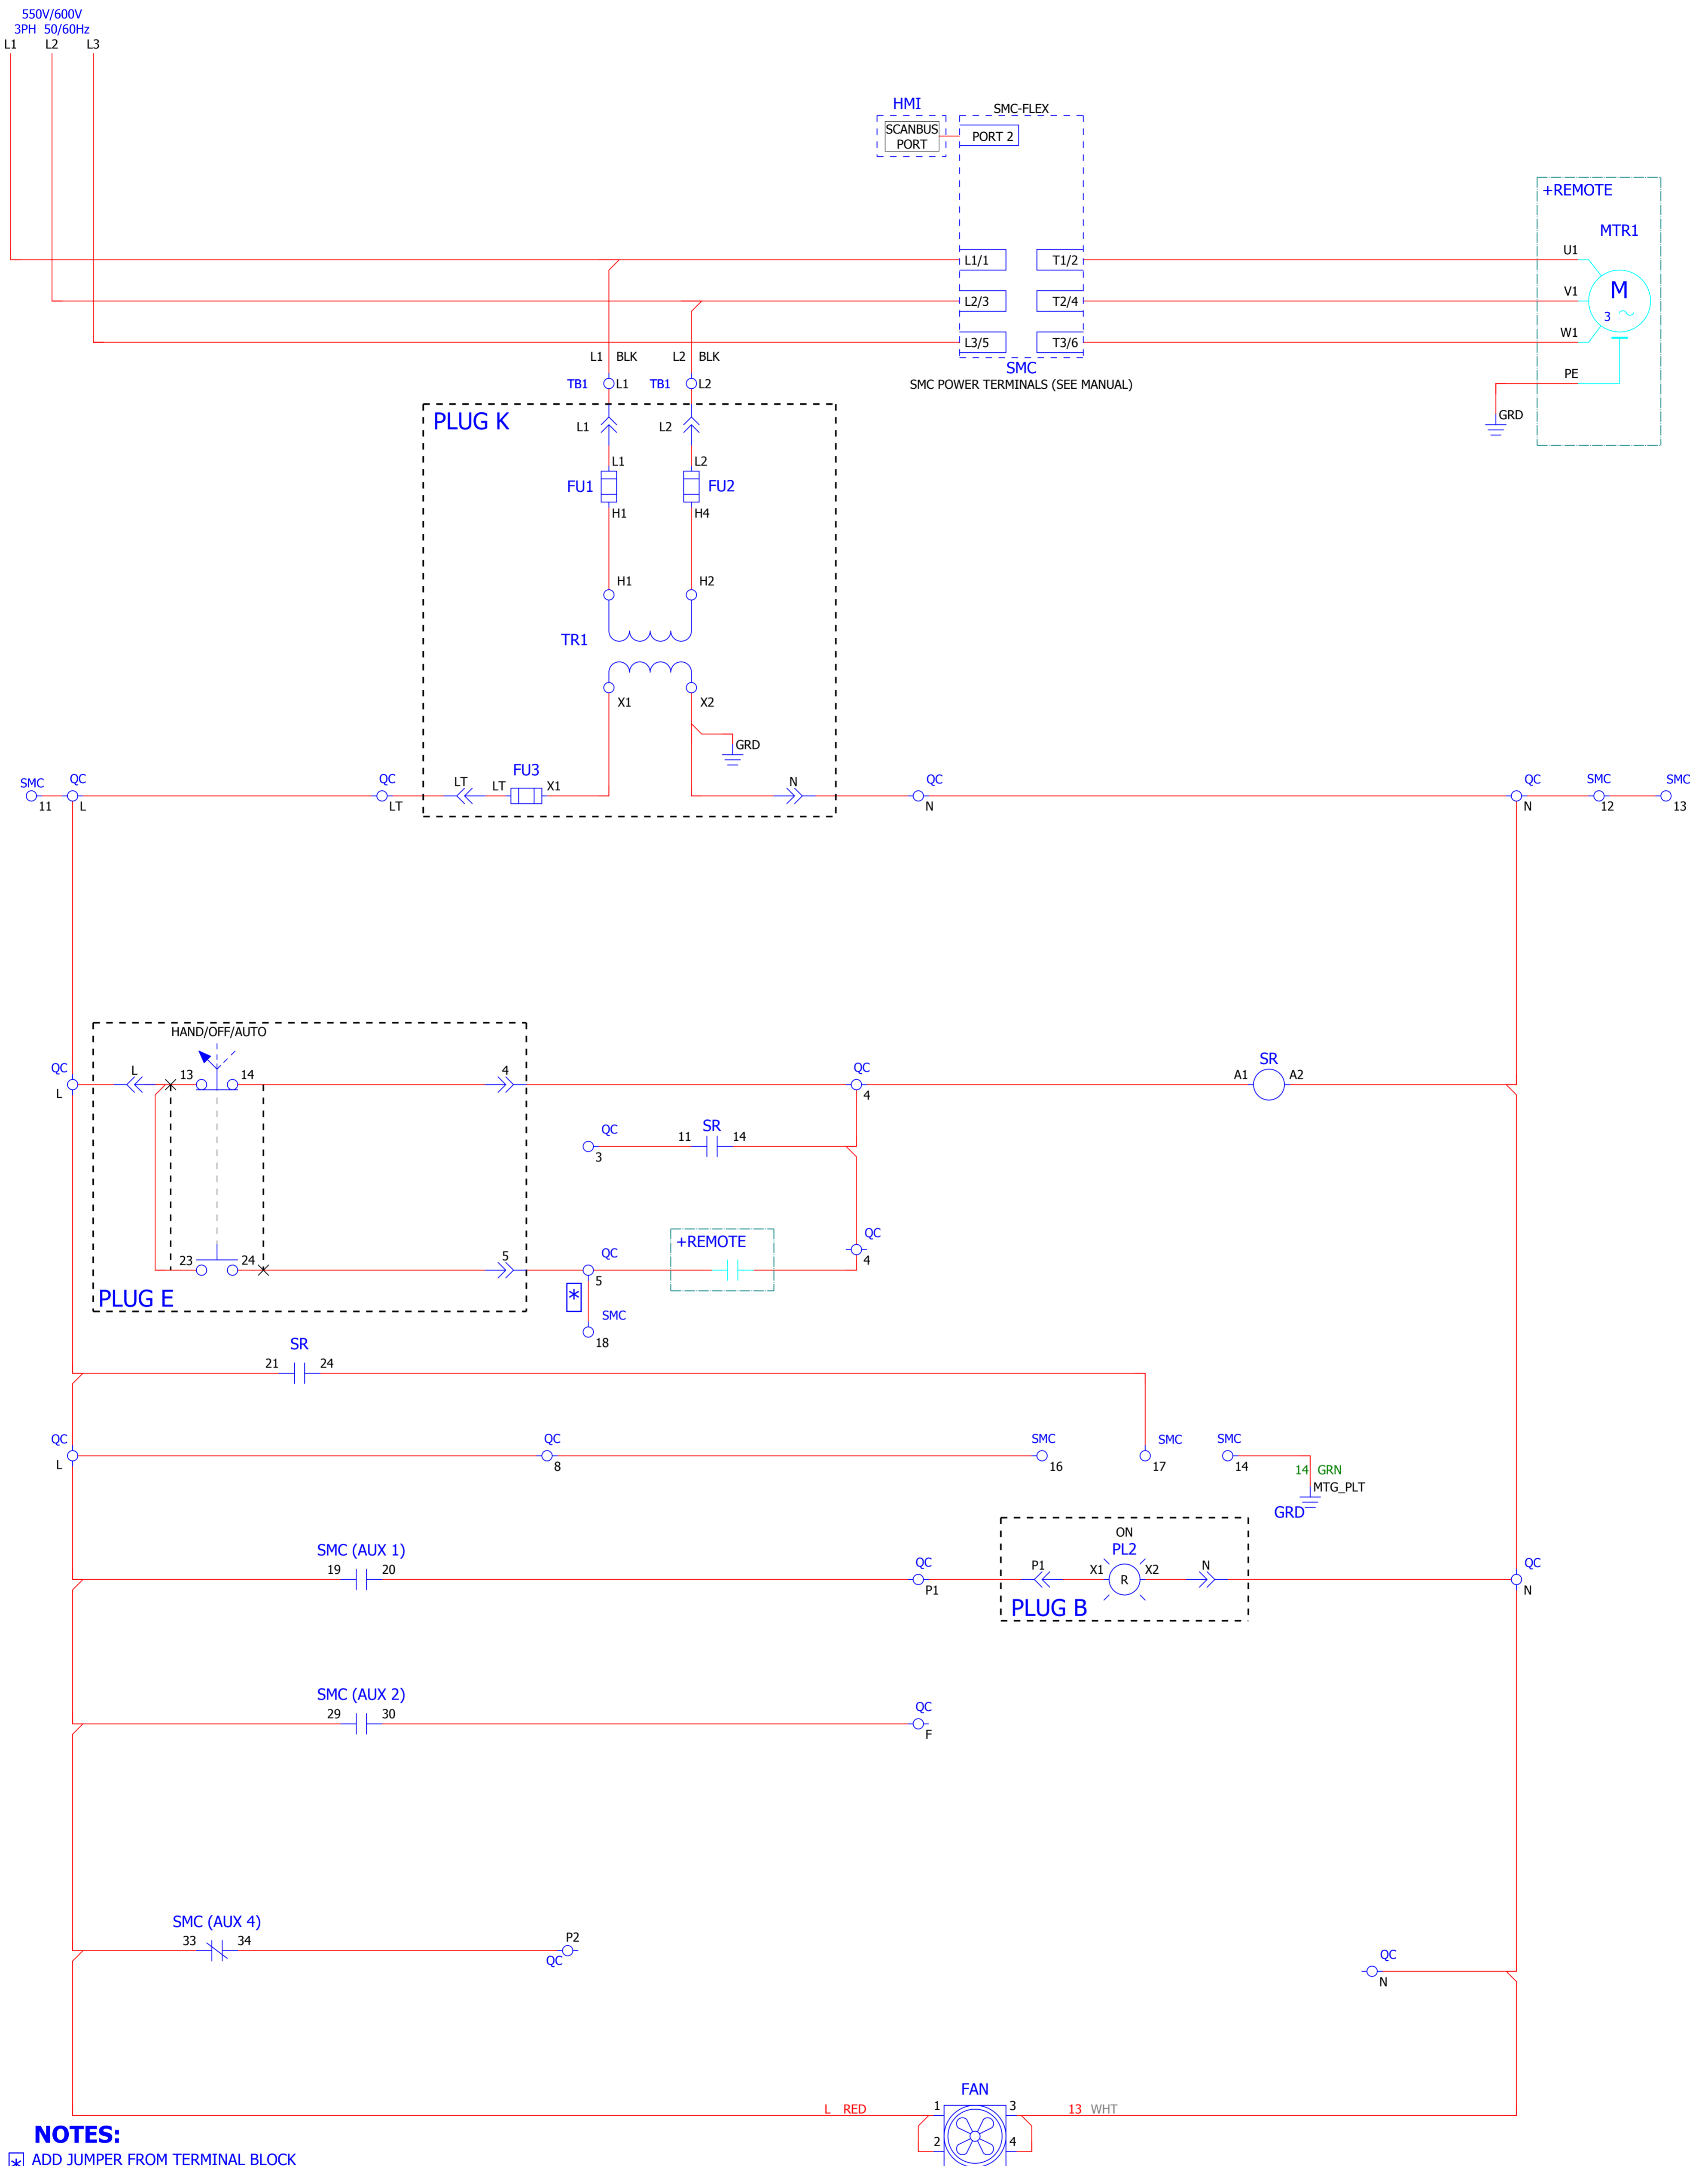 550V/600V
3PH 50/60Hz
L1 L2 L3
HMI
SCANBUS
PORT
SMC-FLEX
PORT 2
+REMOTE
MTR1
L1/1 T1/2 U1
L2/3 T2/4 V1
M
3
L3/5 T3/6 W1
L1 BLK L2 BLK
SMC
SMC POWER TERMINALS (SEE MANUAL)
PE
TB1 L1 TB1 L2
GRD
PLUG K
L1 L2
L1 L2
FU1 FU2
H1 H4
H1 H2
TR1
X1 X2
GRD
SMC QC QC LT FU3 N QC QC SMC SMC
LT X1
11 L LT N N 12 13
HAND/OFF/AUTO
QC L 13 14 4 QC SR
A1 A2
L 4
QC 11 SR 14
3
+REMOTE QC
23 24 5 QC 4
5
PLUG E
*
SMC
18
SR
21 24
QC QC SMC SMC SMC
L 8 16 17 14
14 GRN
MTG_PLT
GRD
ON
PL2
SMC (AUX 1)
19 20 QC P1 X1 R X2 N QC
P1 N
PLUG B
SMC (AUX 2)
29 30 QC
F
SMC (AUX 4)
33 34 P2
QC
QC
N
FAN
L RED 1 3 13 WHT
2 4
NOTES:
* ADD JUMPER FROM TERMINAL BLOCK